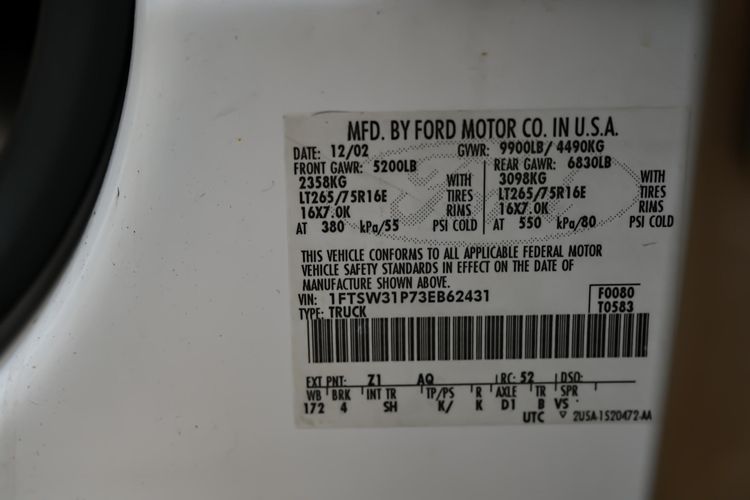 MFD. BY FORD MOTOR CO. IN U.S.A.
DATE: 12/02 GVWR: 9900LB/ 4490KG
FRONT GAWR: 5200LB REAR GAWR: 6830LB
2358KG WITH 3098KG WITH
LT265/75R16E TIRES LT265/75R16E TIRES
16X7.0K RIMS 16X7.0K RIMS
AT 380 kPa/55 PSI COLD AT 550 kPa/80 PSI COLD
THIS VEHICLE CONFORMS TO ALL APPLICABLE FEDERAL MOTOR
VEHICLE SAFETY STANDARDS IN EFFECT ON THE DATE OF
MANUFACTURE SHOWN ABOVE.
VIN: 1FTSW31P73EB62431 F0080
TYPE: TRUCK T0583
EXT PNT: Z1 AQ RC: 52 DSO:
WB BRK INT TR TP/PS R AXLE TR SPR
172 4 SH K/ K D1 B V5
UTC 2U5A-1520472-AA